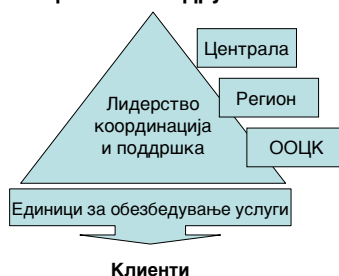 Централа
Регион
ООЦК
Лидерство
координација
и поддршка
Единици за обезбедување услуги
Клиенти